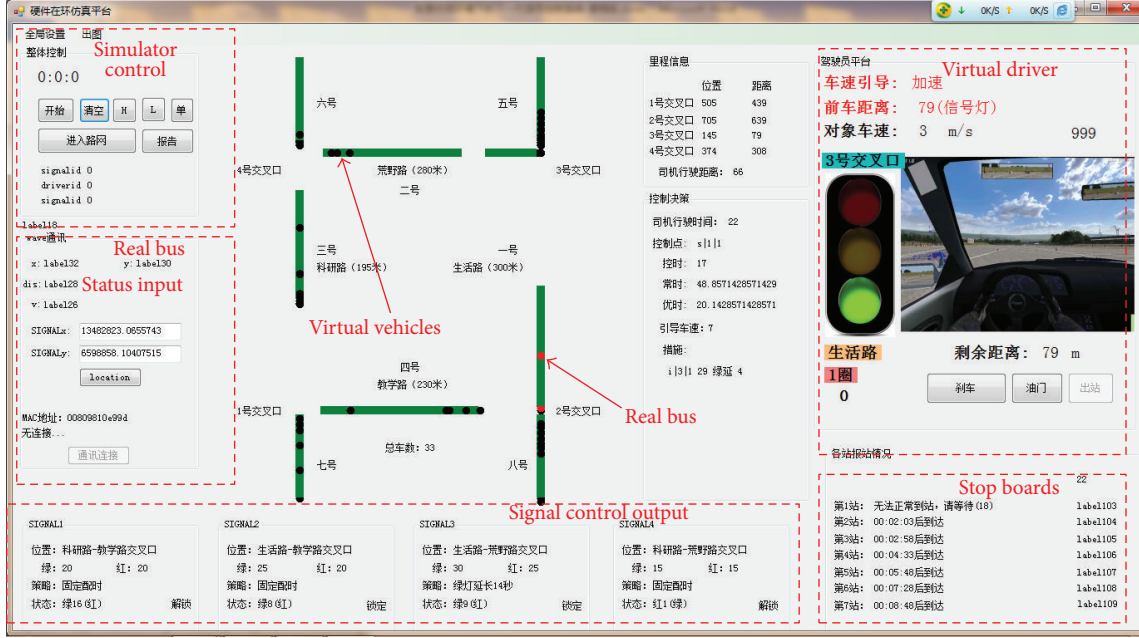 硬件在环仿真平台
0K/S 0K/S
全局设置 出图
整体控制
Simulator control
0:0:0
开始 清空 H L 单
进入路网 报告
signalid 0
driverid 0
signalid 0
label18
wave通讯
Real bus
Status input
x: label32 y: label30
dis: label28
v: label26
SIGNALx: 13482823.0655743
SIGNALy: 6598858.10407515
location
MAC地址: 00809810e99d
无连接...
通讯连接
六号 五号
4号交叉口 荒野路 (280米) 3号交叉口
二号
三号 一号
科研路 (195米) 生活路 (300米)
Virtual vehicles
四号
教学路 (230米)
Real bus
1号交叉口 2号交叉口
总车数: 33
七号 八号
里程信息
位置 距离
1号交叉口 505 439
2号交叉口 705 639
3号交叉口 145 79
4号交叉口 374 308
司机行驶距离: 66
控制决策
司机行驶时间: 22
控制点: s|1|1
控时: 17
常时: 48.8571428571429
优时: 20.1428571428571
引导车速: 7
措施:
i|3|1 29 绿延 4
驾驶员平台
Virtual driver
车速引导: 加速
前车距离: 79(信号灯)
对象车速: 3 m/s 999
3号交叉口
生活路 剩余距离: 79 m
1圈
0
刹车 油门 出站
各站报站情况
22
Stop boards
第1站: 无法正常到站,请等待(18) label103
第2站: 00:02:03后到达 label104
第3站: 00:02:58后到达 label105
第4站: 00:04:33后到达 label106
第5站: 00:05:48后到达 label107
第6站: 00:07:28后到达 label108
第7站: 00:08:48后到达 label109
Signal control output
SIGNAL1
位置: 科研路-教学路交叉口
绿: 20 红: 20
策略: 固定配时
状态: 绿16(红) 解锁
SIGNAL2
位置: 生活路-教学路交叉口
绿: 25 红: 20
策略: 固定配时
状态: 绿8(红) 锁定
SIGNAL3
位置: 生活路-荒野路交叉口
绿: 30 红: 25
策略: 绿灯延长14秒
状态: 绿9(红) 锁定
SIGNAL4
位置: 科研路-荒野路交叉口
绿: 15 红: 15
策略: 固定配时
状态: 红1(绿) 解锁